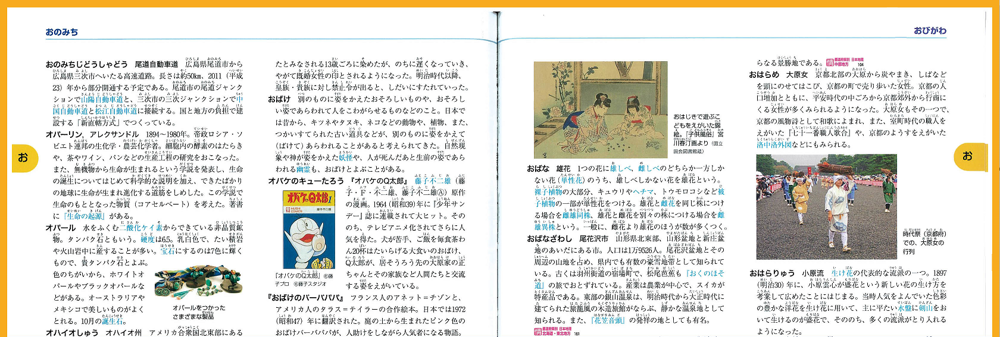 おのみち
おのみちじどうしゃどう 尾道自動車道 広島県尾道市から
広島県三次市へいたる高速道路。長さは約50km、2011（平成
23）年から部分開通する予定である。尾道市の尾道ジャンク
ションで山陽自動車道と、三次市の三次ジャンクションで中
国自動車道と松江自動車道に接続する。国と地方の負担で建
設する「新直轄方式」でつくっている。
オパーリン，アレクサンドル 1894〜1980年。帝政ロシア・ソ
ビエト連邦の生化学・農芸化学者。細胞内の酵素のはたらき
や、茶やワイン、パンなどの生産工程の研究をおこなった。
また、無機物から生命が生まれるという学説を発表し、生命
の誕生についてはじめて科学的な説明を加え、できたばかり
の地球に生命が生まれ進化する道筋をしめした。この学説で
生命のもととなった物質（コアセルベート）を考えた。著書
に『生命の起源』がある。
オパール 水をふくむ二酸化ケイ素からできている非晶質鉱
物。タンパク石ともいう。硬度は6.5。乳白色で、たい積岩
や火山岩中に産することが多い。宝石にするのは7色に輝く
もので、貴タンパク石とよぶ。
色のちがいから、ホワイトオ
パールやブラックオパールな
どがある。オーストラリアや
メキシコで美しいものがよく
とれる。10月の誕生石。
オパールをつかった
さまざまな製品
オハイオしゅう オハイオ州 アメリカ合衆国北東部にある
お
たとみなされる13歳ごろに染めたが、のちに遅くなっていき、
やがて既婚女性の印とされるようになった。明治時代以降、
皇族・貴族に対し禁止令が出ると、しだいにすたれていった。
おばけ 別のものに姿をかえたおそろしいものや、おそろし
い姿であらわれて人をこわがらせるものなどのこと。日本で
は昔から、キツネやタヌキ、ネコなどの動物や、植物、また、
つかいすてられた古い道具などが、別のものに姿をかえて
（ばけて）あらわれることがあると考えられてきた。自然現
象や神が姿をかえた妖怪や、人が死んだあと生前の姿であら
われる幽霊も、おばけとよぶことがある。
オバケのキューたろう 『オバケのQ太郎』 藤子不二雄（藤
子・F・不二雄、藤子不二雄Ⓐ）原作
の漫画。1964（昭和39）年に『少年サン
デー』誌に連載されて大ヒット。その
のち、テレビアニメ化されてさらに人
気を得た。犬が苦手、ご飯を毎食茶わ
ん20杯はたいらげる大食いのおばけ、
Q太郎が、居そうろう先の大原家の正
ちゃんとその家族など人間たちと交流
する姿をえがいている。
オバケのQ太郎 1
MUSHI COMICS
藤子不二雄
『オバケのQ太郎』 ©藤
子プロ ©藤子スタジオ
『おばけのバーバパパ』 フランス人のアネット＝チゾンと、
アメリカ人のタラス＝テイラーの合作絵本。日本では1972
（昭和47）年に翻訳された。庭の土から生まれたピンク色の
おばけバーバパパが、人助けをしながら人気者になる物語。
おびがわ
おはじきで遊ぶこ
どもをえがいた錦
絵。『子供風俗』宮
川春汀画より（国立
国会図書館蔵）
おばな 雄花 1つの花に雄しべ、雌しべのどちらか一方しか
ない花（単性花）のうち、雄しべしかない花を雄花という。
裸子植物の大部分、キュウリやヘチマ、トウモロコシなど被
子植物の一部が単性花をつける。雄花と雌花を同じ株につけ
る場合を雌雄同株、雄花と雌花を別々の株につける場合を雌
雄異株という。一般に、雌花より雄花のほうが数が多くつく。
おばなざわし 尾花沢市 山形県北東部、山形盆地と新庄盆
地のあいだにある市。人口は1万9526人。尾花沢盆地とその
周辺の山地を占め、県内でも有数の豪雪地帯として知られて
いる。古くは羽州街道の宿場町で、松尾芭蕉も『おくのほそ
道』の旅でおとずれている。産業は農業が中心で、スイカが
特産品である。東部の銀山温泉は、明治時代から大正時代に
建てられた旅籠風の木造旅館がならぶ、静かな温泉地として
知られる。また、『花笠音頭』の発祥の地としても有名。
都道府県別 日本地理
北海道・東北地方 161
らなる景勝地である。
都道府県別 日本地理
中部地方 104
おはらめ 大原女 京都北部の大原から炭やまき、しばなど
を頭にのせてはこび、京都の町で売り歩いた女性。京都の人
口増加とともに、平安時代の中ごろから京都郊外から行商に
くる女性が多くみられるようになった。大原女もその一つで、
京都の風物詩として和歌によまれ、また、室町時代の職人を
えがいた『七十一番職人歌合』や、京都のようすをえがいた
洛中洛外図などにもみられる。
時代祭（京都府）
での、大原女の
行列
おはらりゅう 小原流 生け花の代表的な流派の一つ。1897
（明治30）年に、小原雲心が盛花という新しい花の生け方を
考案して広めたことにはじまる。当時人気をよんでいた色彩
の豊かな洋花を生け花に用いて、主に平たい水盤に剣山をお
いて生けるのが盛花で、そののち、多くの流派がとり入れる
ようになった。
お